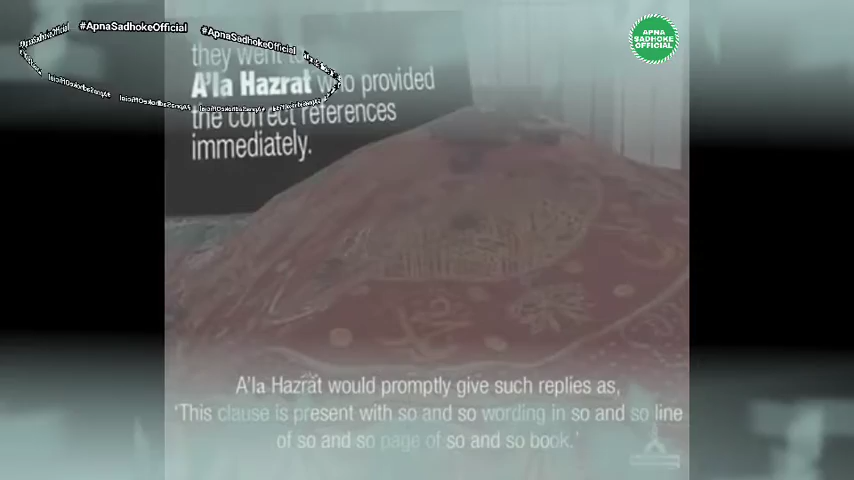 #ApnaSadhokeOfficial
#ApnaSadhokeOfficial
#ApnaSadhokeOfficial
APNA
SADHOKE
OFFICIAL
they went
A'la Hazrat who provided
the correct references
immediately.
A'la Hazrat would promptly give such replies as,
'This clause is present with so and so wording in so and so line
of so and so page of so and so book.'